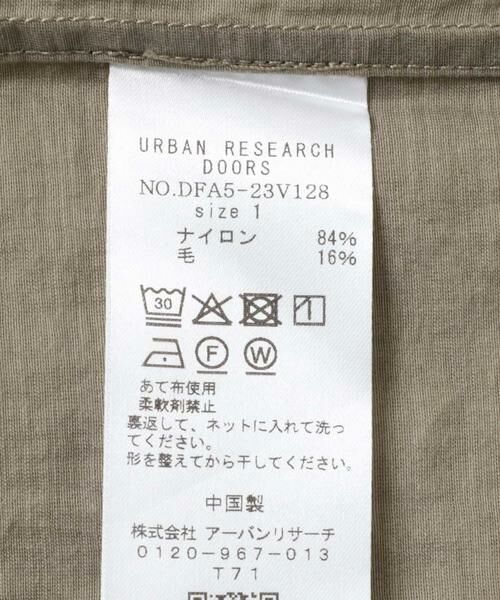 URBAN RESEARCH
DOORS
NO.DFA5-23V128
size 1
ナイロン 84%
毛 16%
30
F W
あて布使用
柔軟剤禁止
裏返して、ネットに入れて洗っ
てください。
形を整えてから干してください。
中国製
株式会社 アーバンリサーチ
0120-967-013
T71